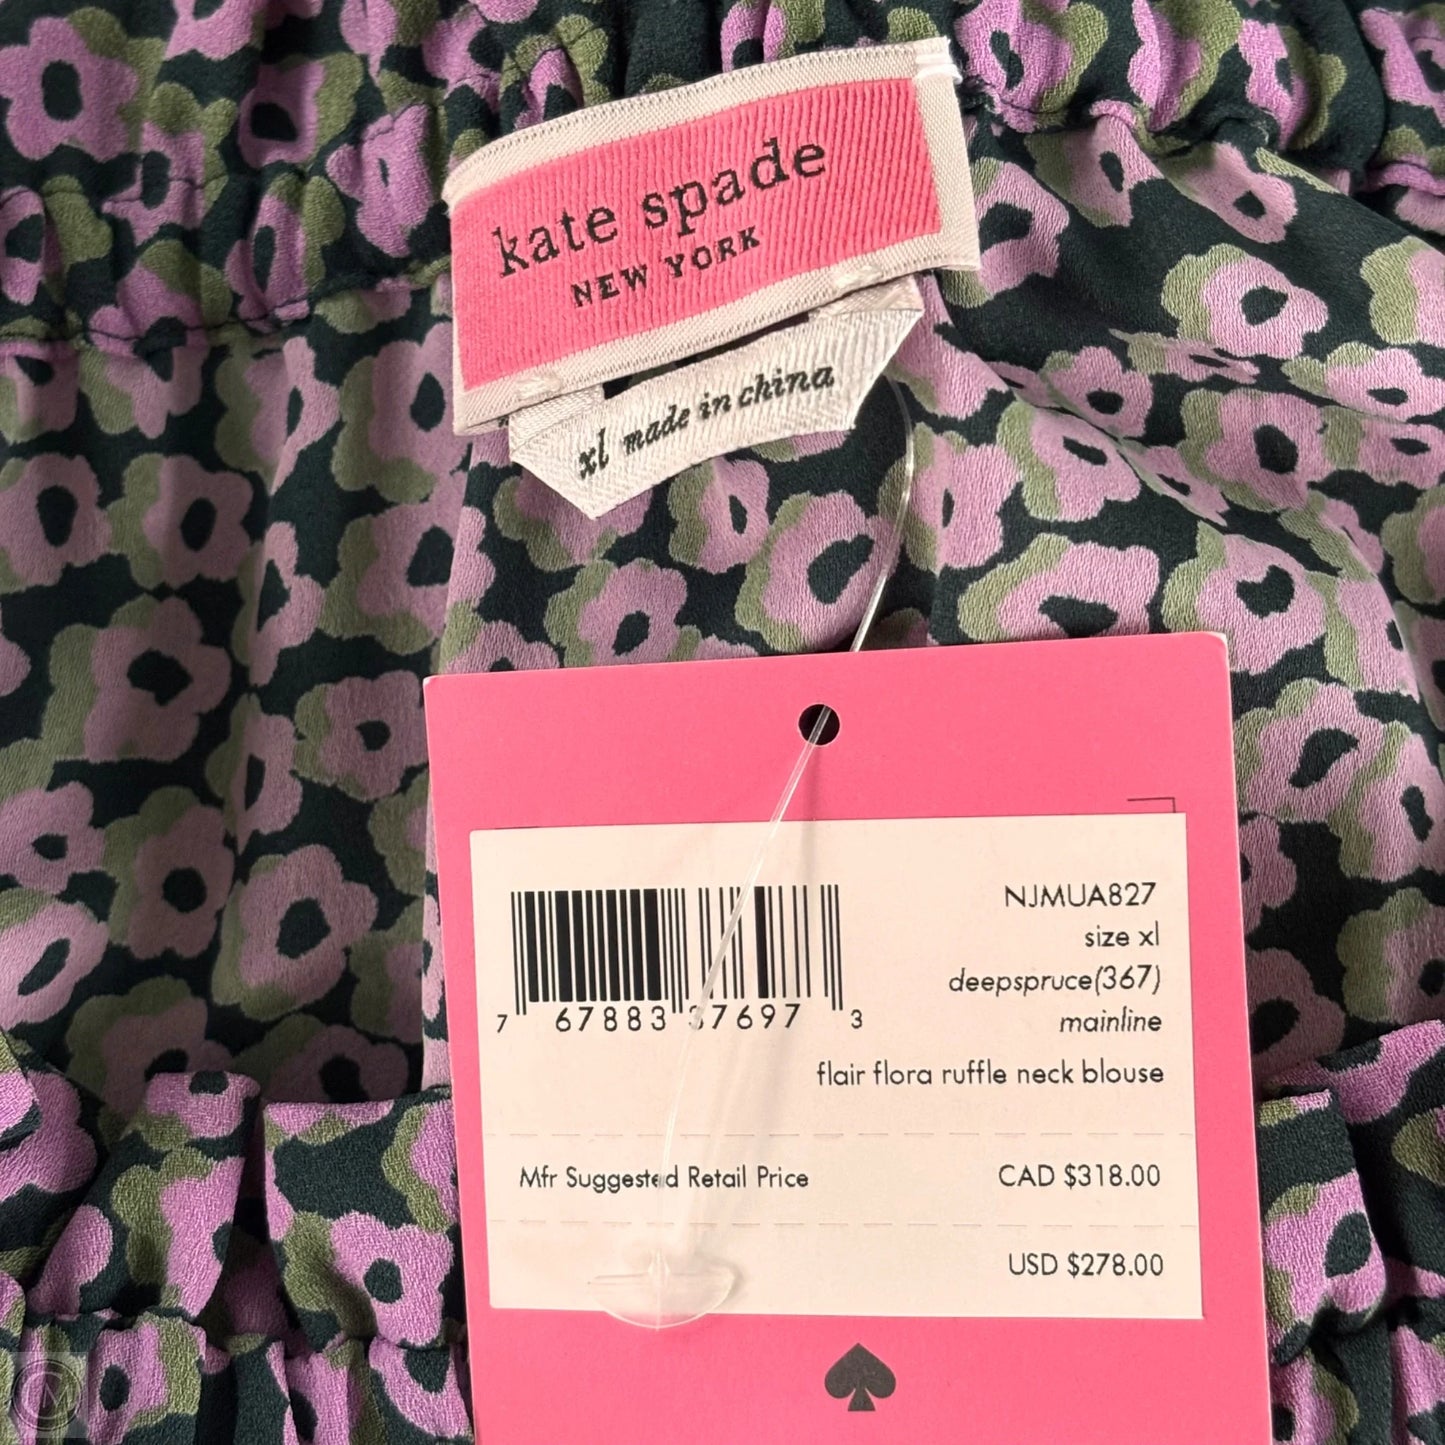 kate spade
NEW YORK
xl made in china
NJMUA827
size xl
deepspruce(367)
mainline
7 67883 37697 3
flair flora ruffle neck blouse
Mfr Suggested Retail Price CAD $318.00
USD $278.00